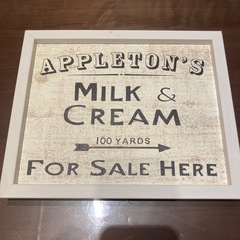 APPLETON'S
MILK &
CREAM
100 YARDS
FOR SALE HERE